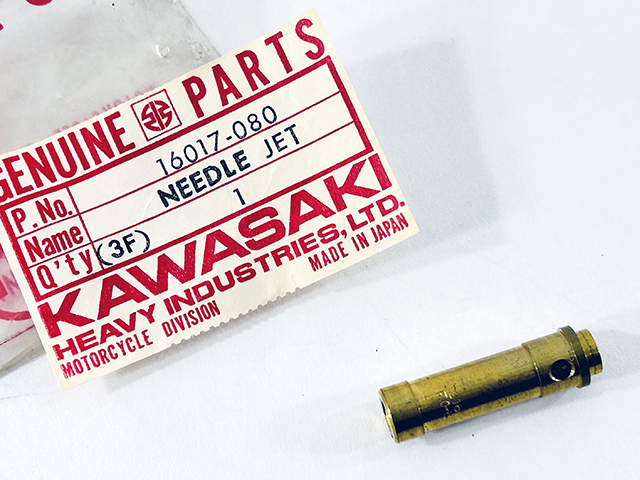 GENUINE PARTS
P.No. 16017-080
Name NEEDLE JET
Q'ty (3F) 1
KAWASAKI
HEAVY INDUSTRIES, LTD.
MOTORCYCLE DIVISION MADE IN JAPAN